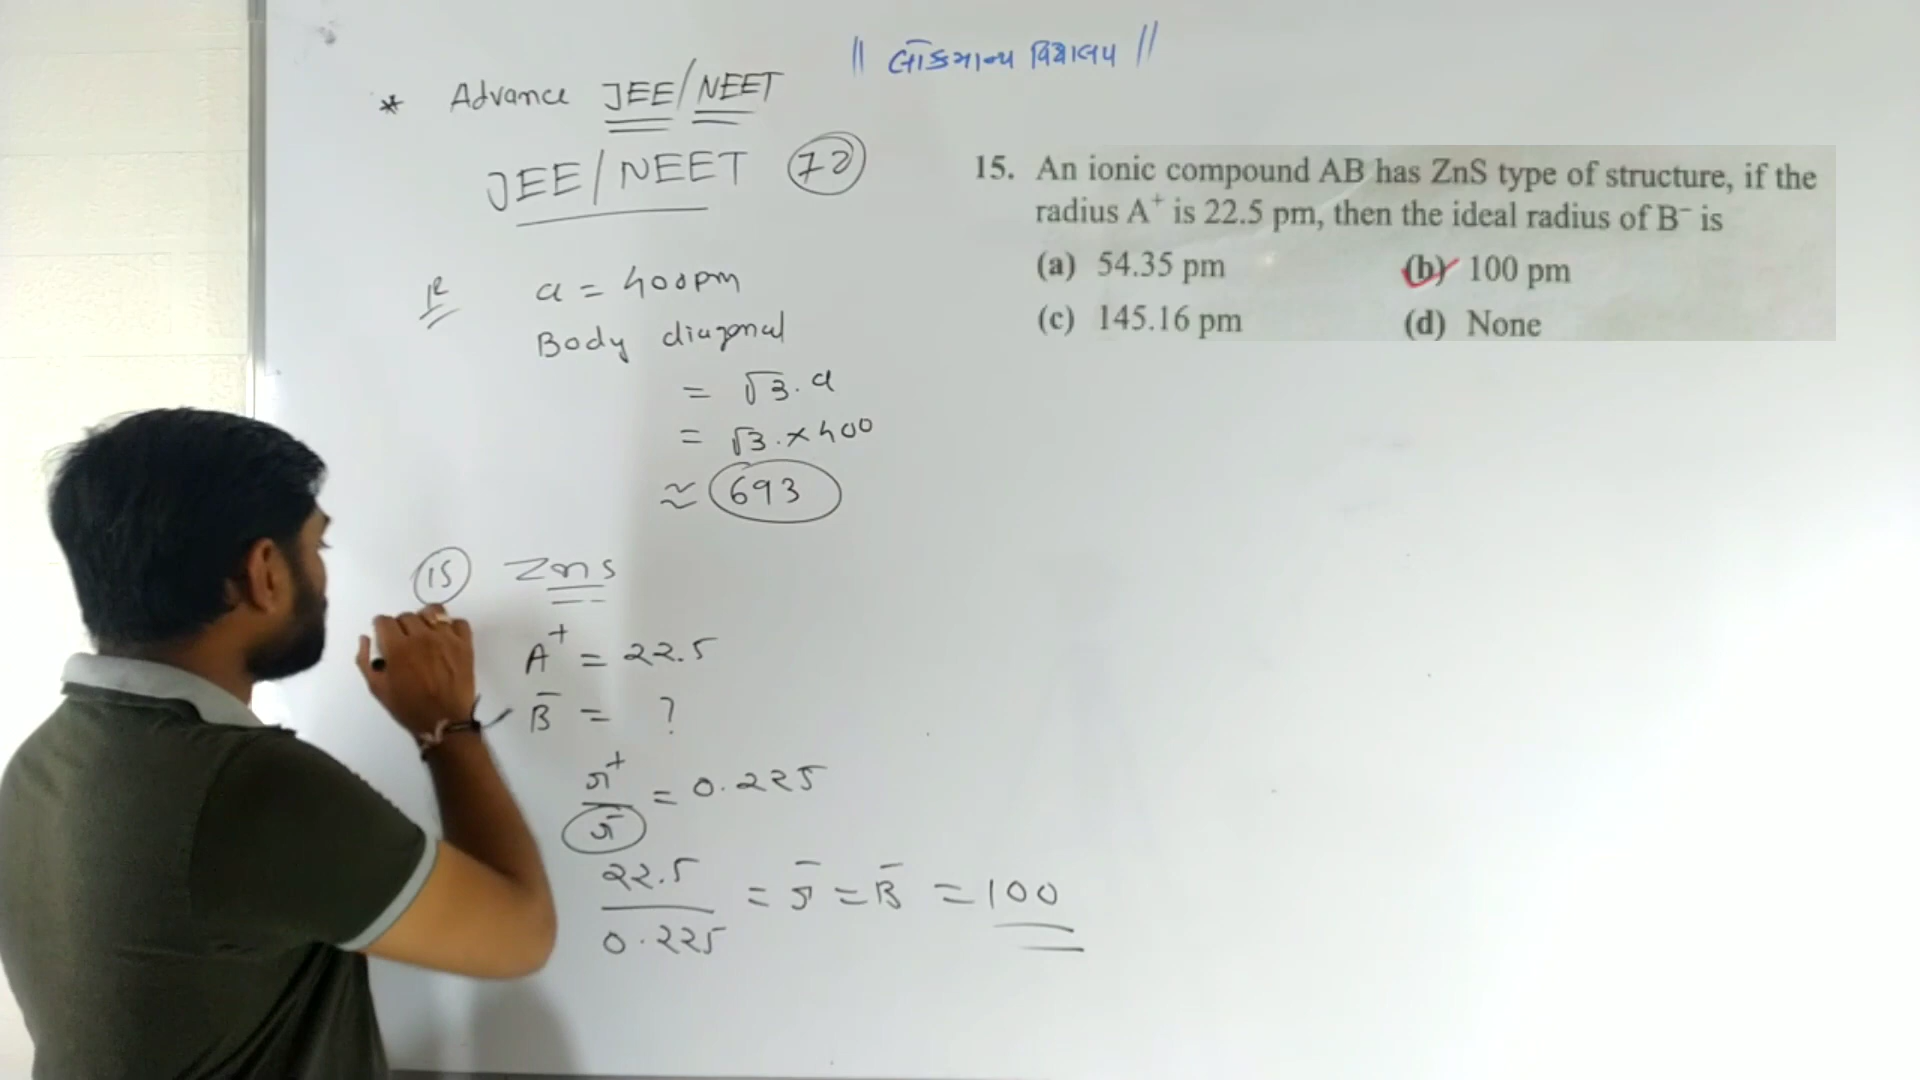 || લોકમાન્ય વિદ્યાલય ||
* Advance JEE/NEET
JEE/NEET 72
a = 400pm
Body diagonal
= √3.a
= √3.×400
≈ 693
15 ZnS
A⁺ = 22.5
B⁻ = ?
r⁺/r⁻ = 0.225
22.5/0.225 = r⁻ = B⁻ = 100
15. An ionic compound AB has ZnS type of structure, if the
radius A⁺ is 22.5 pm, then the ideal radius of B⁻ is
(a) 54.35 pm (b) 100 pm
(c) 145.16 pm (d) None